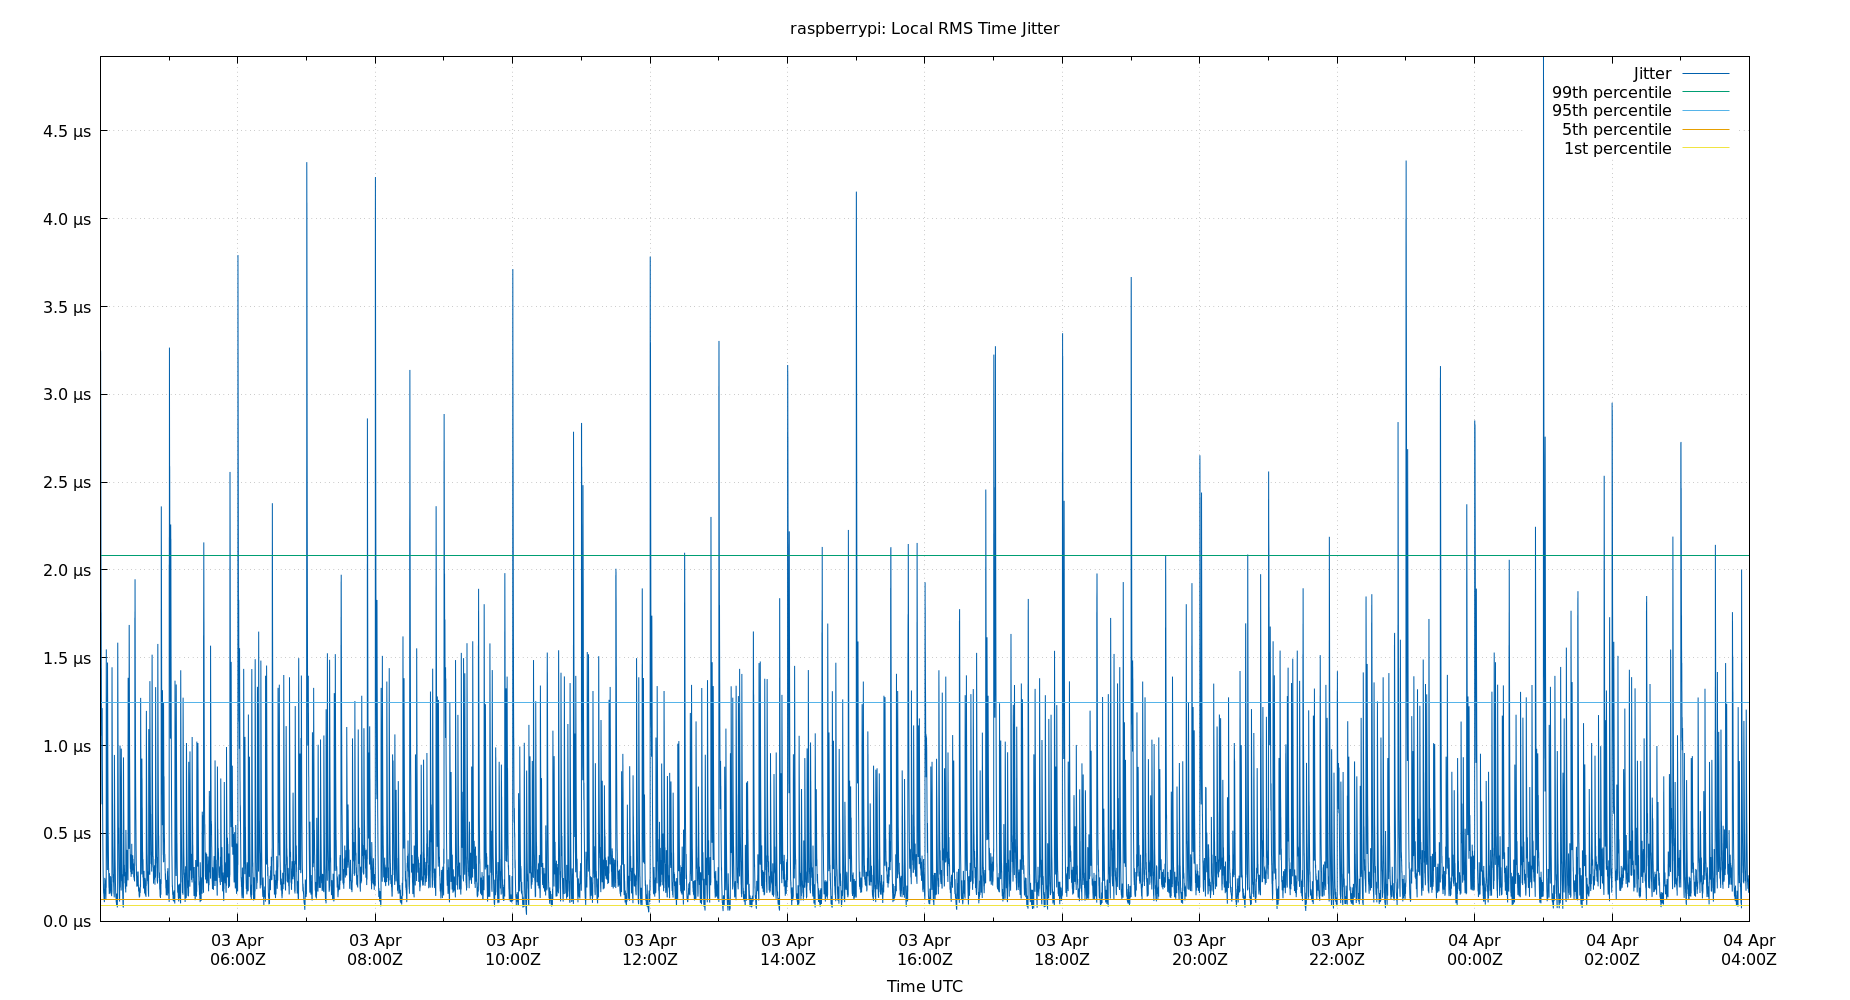 raspberrypi: Local RMS Time Jitter
Jitter
99th percentile
95th percentile
5th percentile
1st percentile
4.5 µs
4.0 µs
3.5 µs
3.0 µs
2.5 µs
2.0 µs
1.5 µs
1.0 µs
0.5 µs
0.0 µs
03 Apr 03 Apr 03 Apr 03 Apr 03 Apr 03 Apr 03 Apr 03 Apr 03 Apr 04 Apr 04 Apr 04 Apr
06:00Z 08:00Z 10:00Z 12:00Z 14:00Z 16:00Z 18:00Z 20:00Z 22:00Z 00:00Z 02:00Z 04:00Z
Time UTC